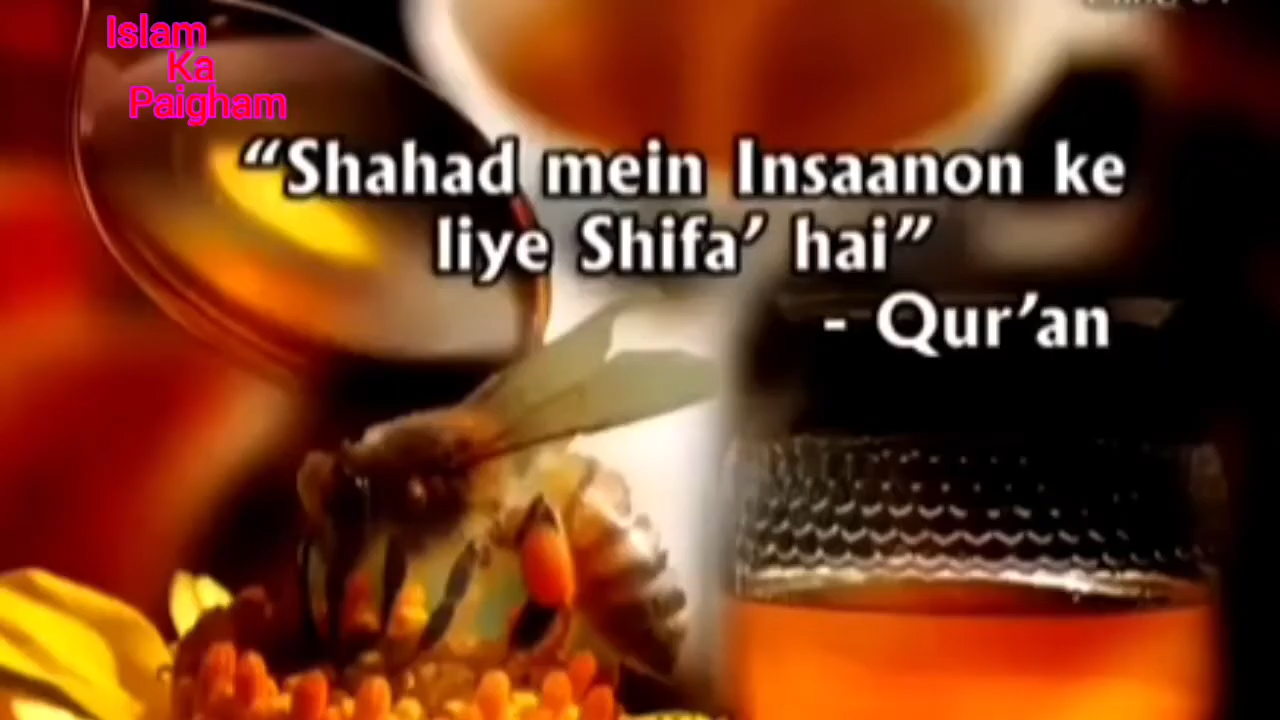 Islam
Ka
Paigham
“Shahad mein Insaanon ke
liye Shifa’ hai”
- Qur’an